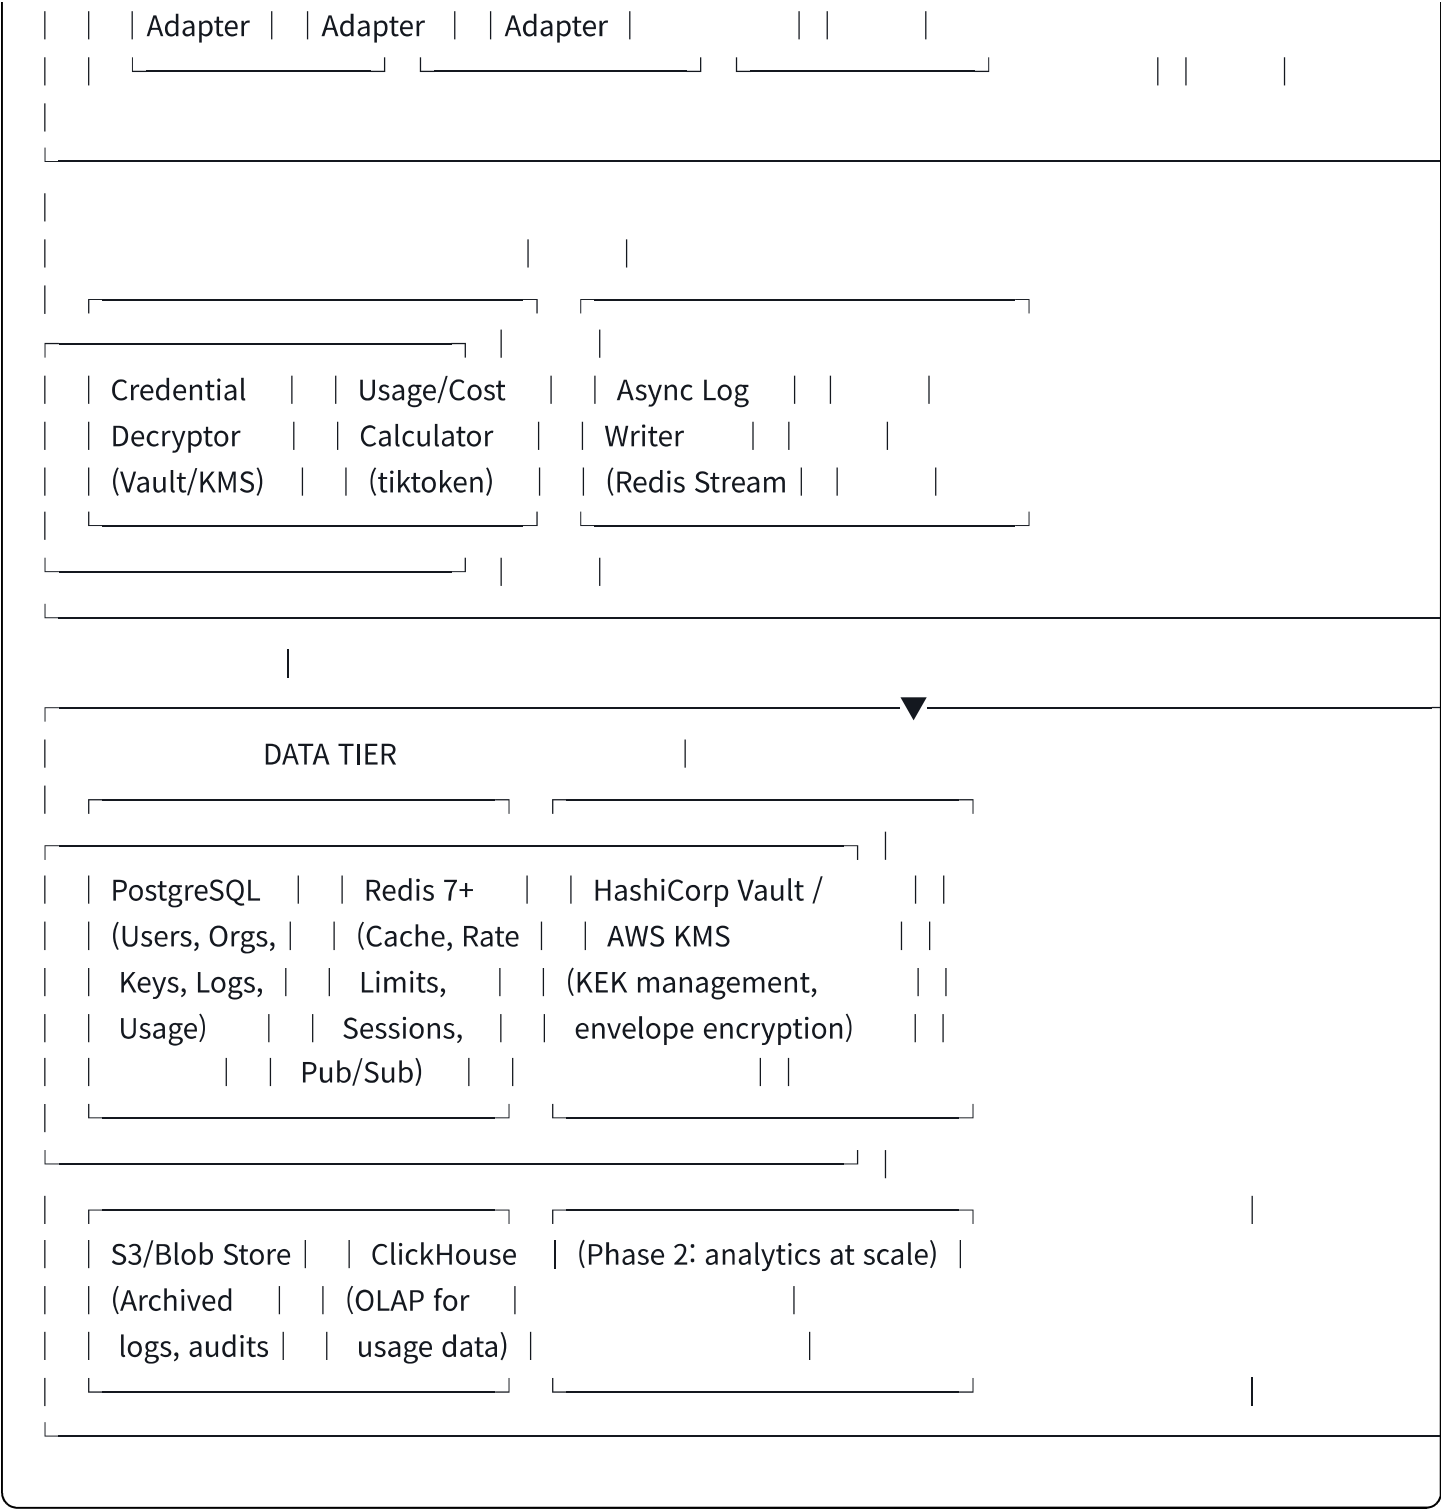 Adapter Adapter Adapter
Credential Usage/Cost Async Log
Decryptor Calculator Writer
(Vault/KMS) (tiktoken) (Redis Stream
DATA TIER
PostgreSQL Redis 7+ HashiCorp Vault /
(Users, Orgs, (Cache, Rate AWS KMS
Keys, Logs, Limits, (KEK management,
Usage) Sessions, envelope encryption)
Pub/Sub)
S3/Blob Store ClickHouse (Phase 2: analytics at scale)
(Archived (OLAP for
logs, audits usage data)